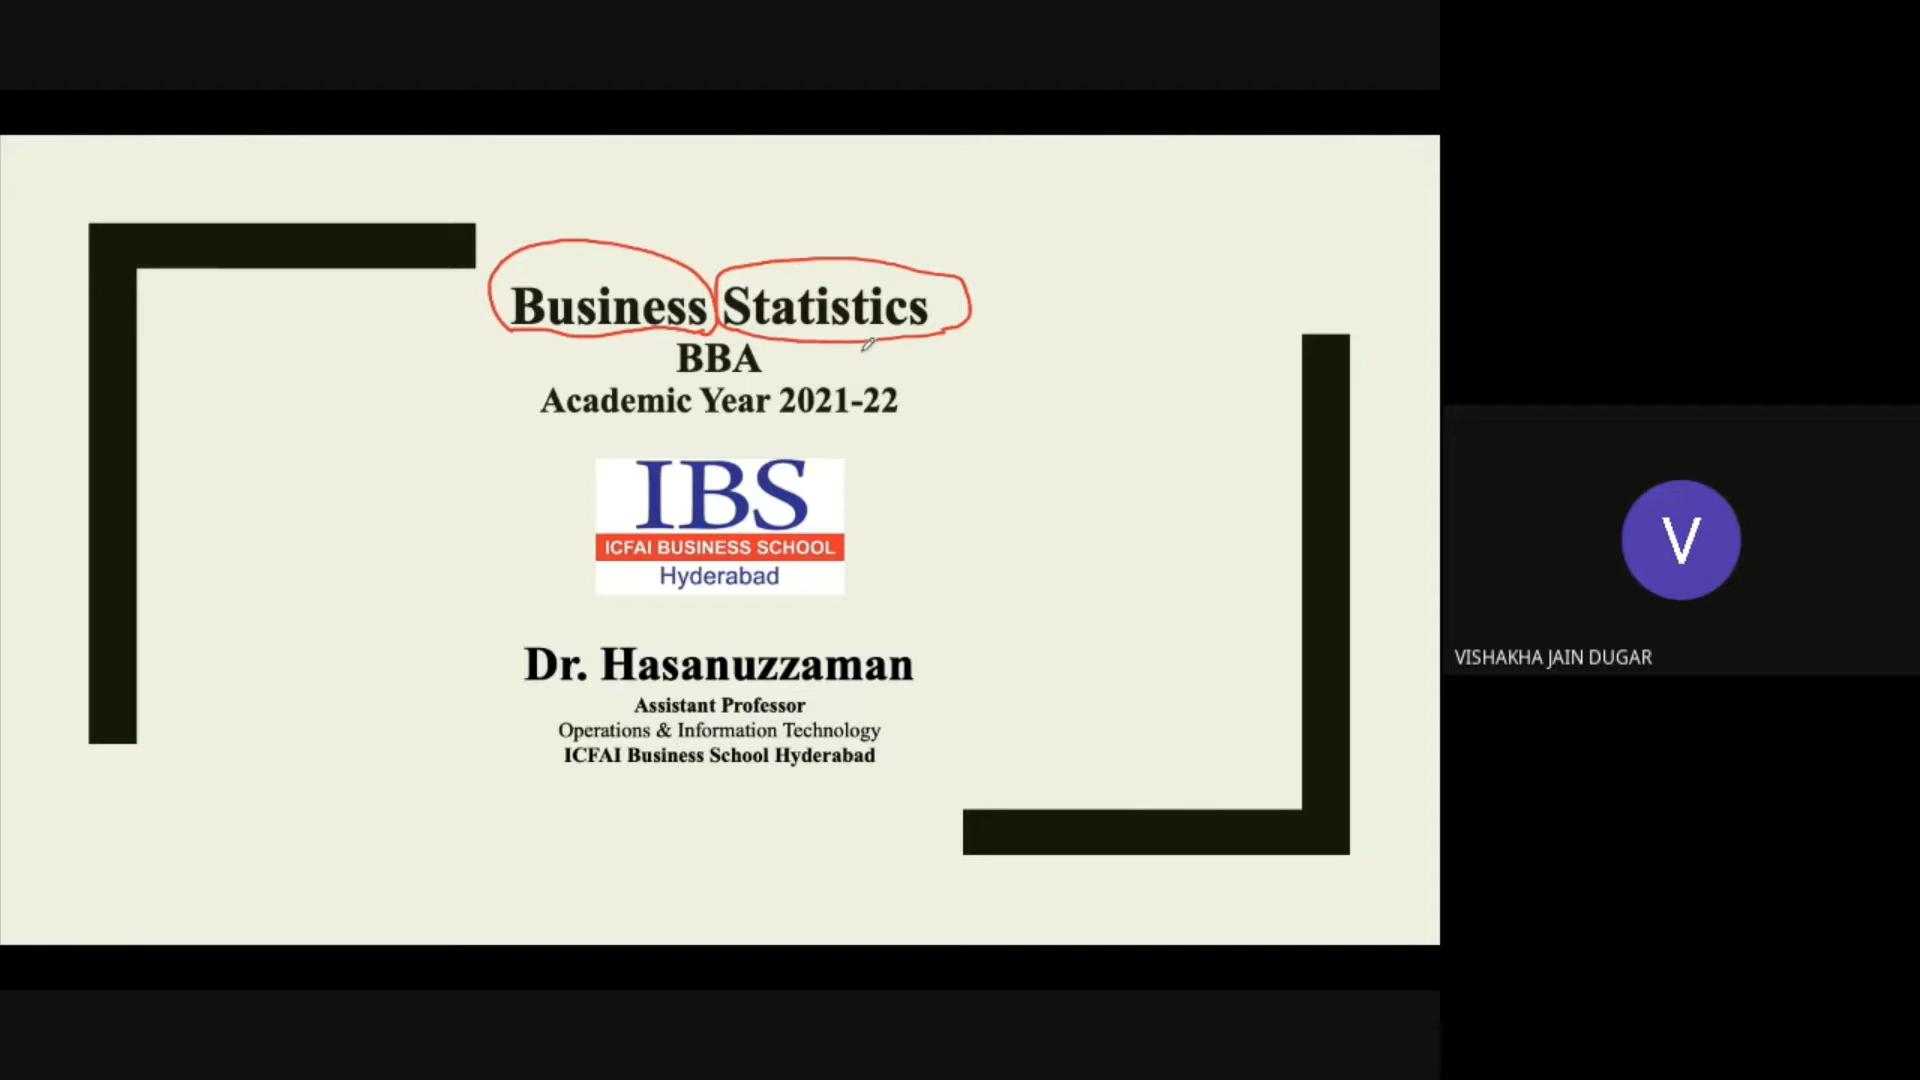 Business Statistics
BBA
Academic Year 2021-22
IBS
ICFAI BUSINESS SCHOOL
Hyderabad
Dr. Hasanuzzaman
Assistant Professor
Operations & Information Technology
ICFAI Business School Hyderabad
V
VISHAKHA JAIN DUGAR